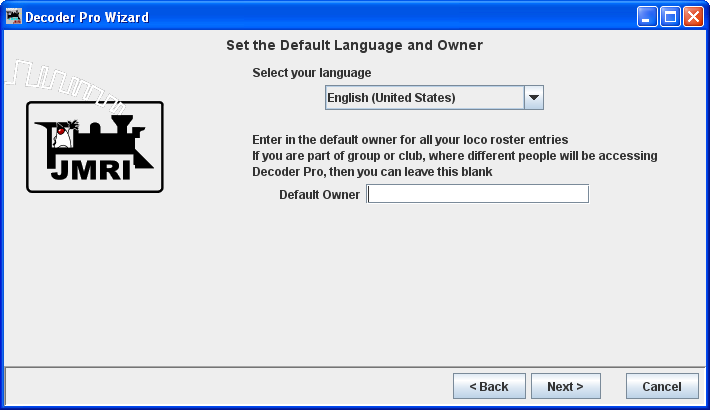 Decoder Pro Wizard
Set the Default Language and Owner
Select your language
English (United States)
JMRI
Enter in the default owner for all your loco roster entries
If you are part of group or club, where different people will be accessing
Decoder Pro, then you can leave this blank
Default Owner
< Back
Next >
Cancel